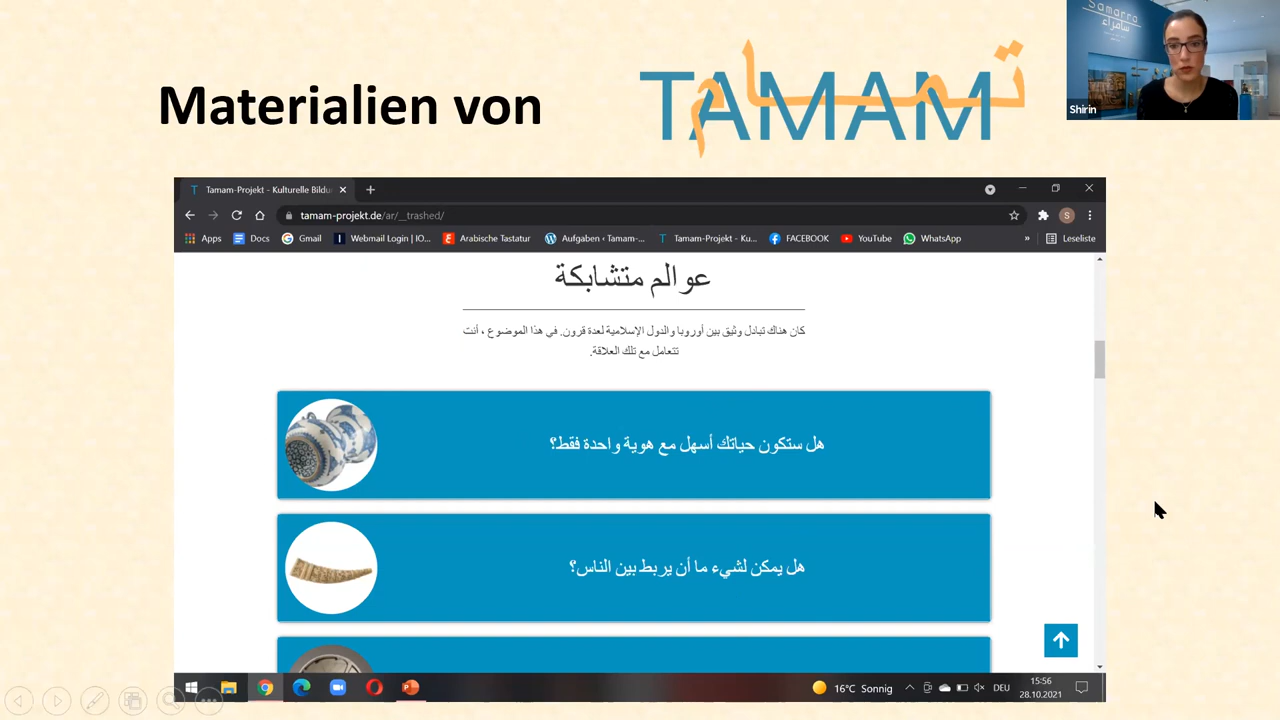 Materialien von
TAMAM
تمام
Samarra
سامراء
Shirin
Tamam-Projekt - Kulturelle Bildu
tamam-projekt.de/ar/__trashed/
Apps
Docs
Gmail
Webmail Login | IO...
Arabische Tastatur
Aufgaben ‹ Tamam-...
Tamam-Projekt - Ku...
FACEBOOK
YouTube
WhatsApp
»
Leseliste
عوالم متشابكة
كان هناك تبادل وثيق بين أوروبا والدول الإسلامية لعدة قرون. في هذا الموضوع ، أنت
تتعامل مع تلك العلاقة.
هل ستكون حياتك أسهل مع هوية واحدة فقط؟
هل يمكن لشيء ما أن يربط بين الناس؟
16°C Sonnig
DEU
15:56
28.10.2021